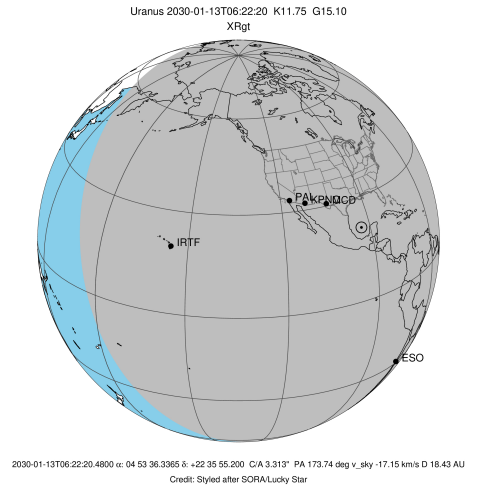 Uranus 2030-01-13T06:22:20 K11.75 G15.10
XRgt
PAL KPNO MCD
IRTF
ESO
2030-01-13T06:22:20.4800 α: 04 53 36.3365 δ: +22 35 55.200 C/A 3.313" PA 173.74 deg v_sky -17.15 km/s D 18.43 AU
Credit: Styled after SORA/Lucky Star